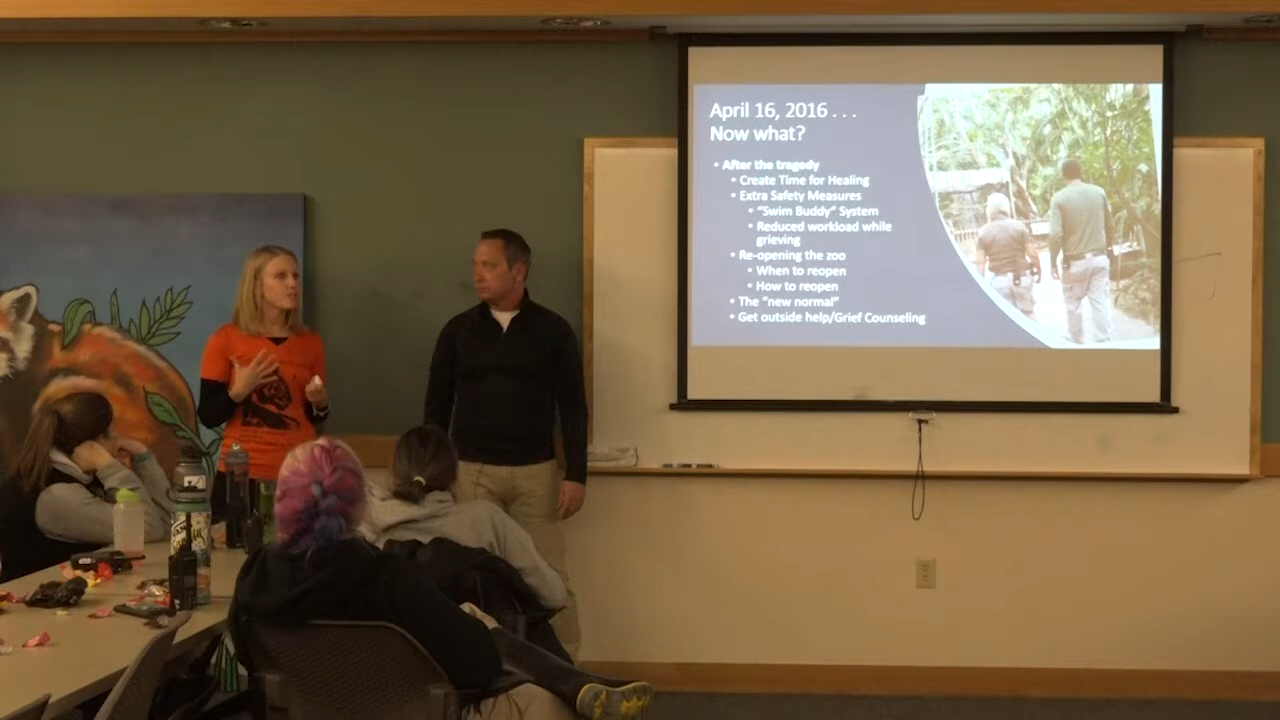 April 16, 2016 . . .
Now what?
• After the tragedy
• Create Time for Healing
• Extra Safety Measures
• “Swim Buddy” System
• Reduced workload while
grieving
• Re-opening the zoo
• When to reopen
• How to reopen
• The “new normal”
• Get outside help/Grief Counseling